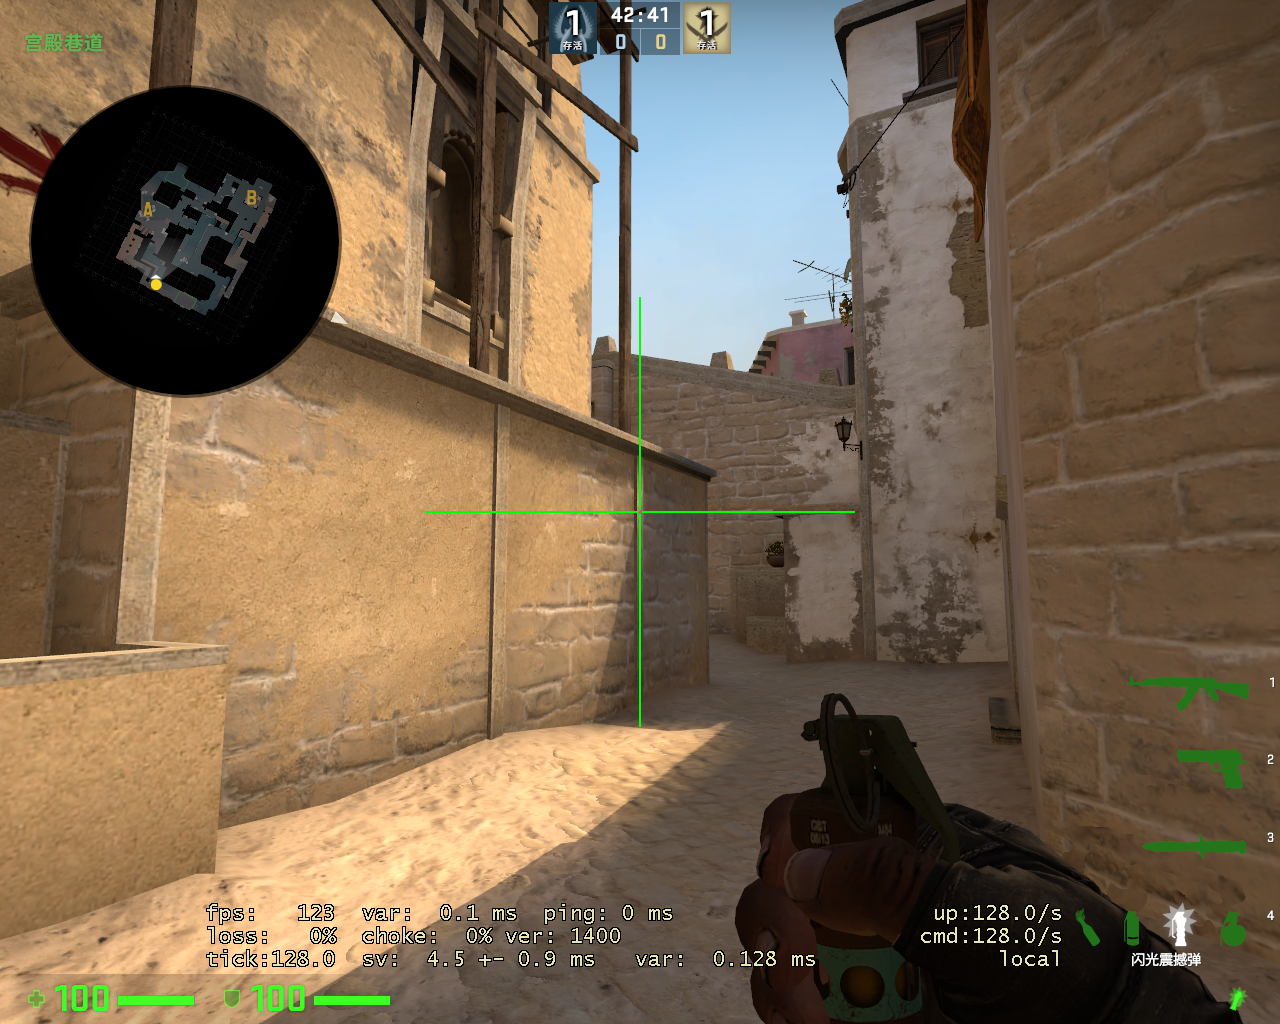 宫殿巷道
1 42:41 1
存活 0 0 存活
A
B
1
2
3
4
fps: 123 var: 0.1 ms ping: 0 ms
loss: 0% choke: 0% ver: 1400
tick:128.0 sv: 4.5 +- 0.9 ms var: 0.128 ms
up:128.0/s
cmd:128.0/s
local
闪光震撼弹
100 100